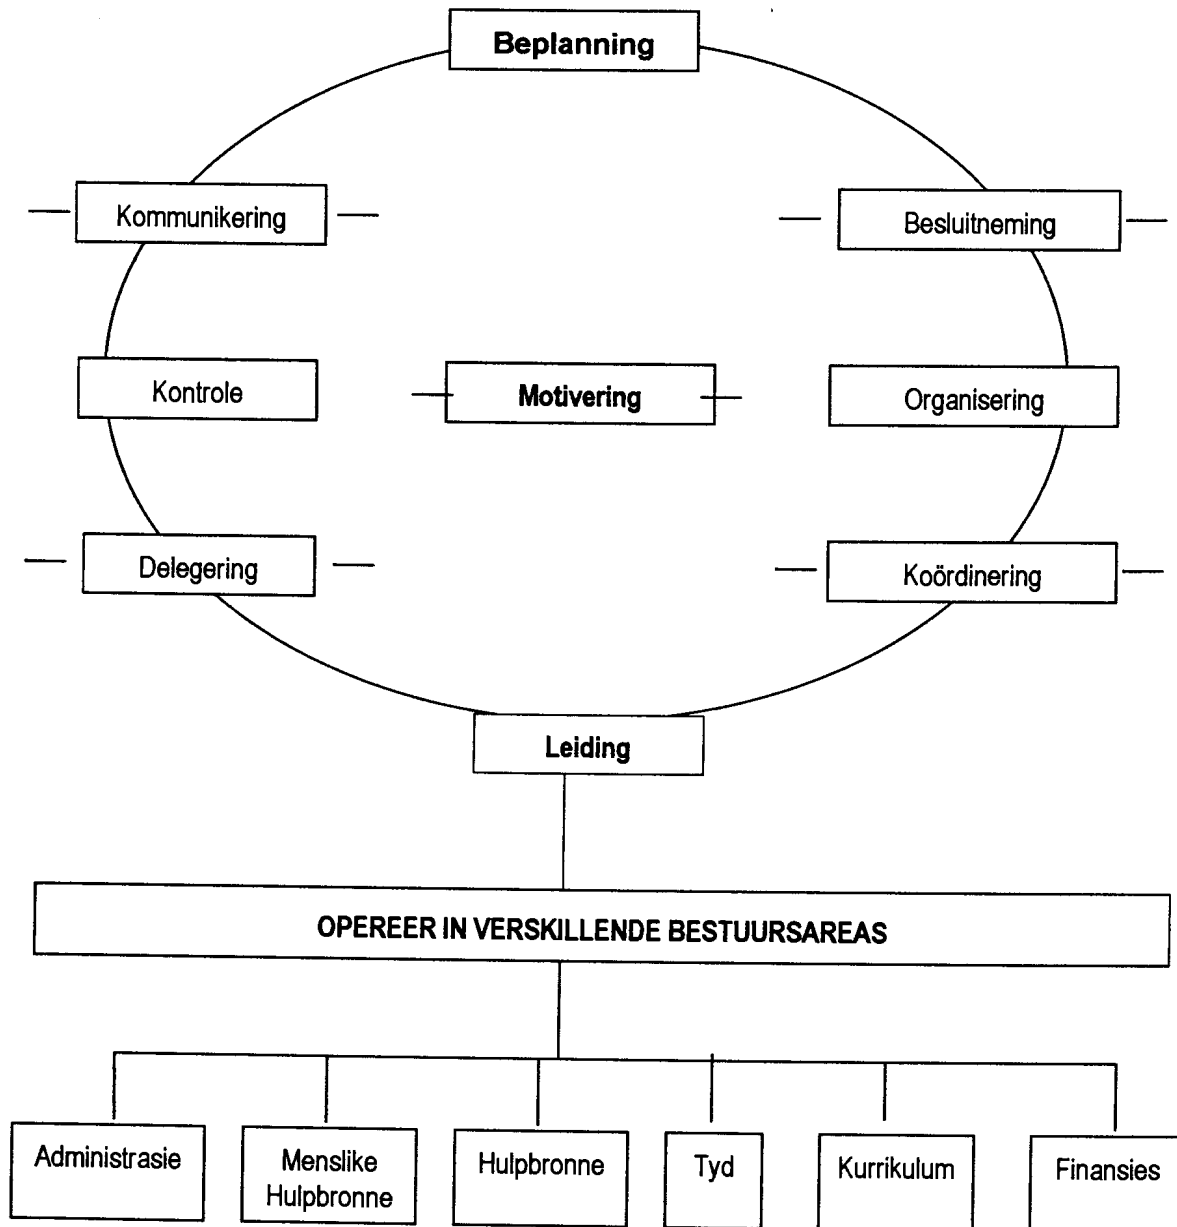 Beplanning
Kommunikering
Besluitneming
Kontrole
Motivering
Organisering
Delegering
Koördinering
Leiding
OPEREER IN VERSKILLENDE BESTUURSAREAS
Administrasie
Menslike
Hulpbronne
Hulpbronne
Tyd
Kurrikulum
Finansies